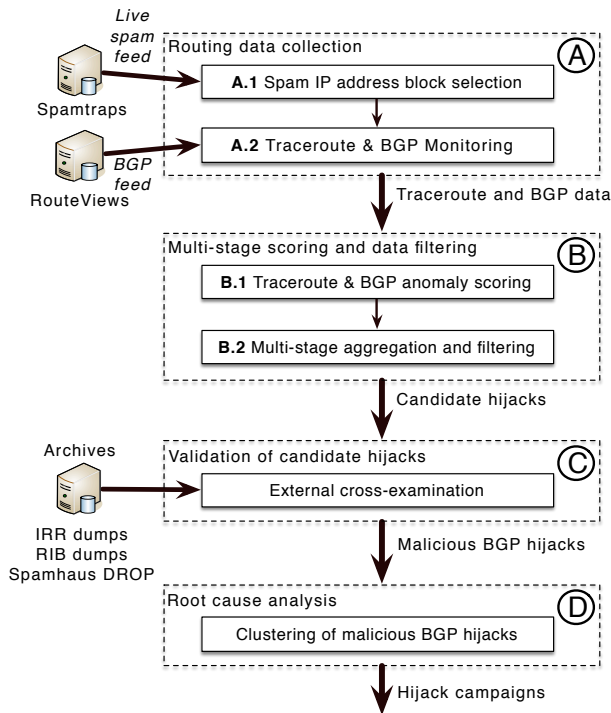 Live
spam
feed
Spamtraps
Routing data collection
A
A.1 Spam IP address block selection
A.2 Traceroute & BGP Monitoring
BGP
feed
RouteViews
Traceroute and BGP data
Multi-stage scoring and data filtering
B
B.1 Traceroute & BGP anomaly scoring
B.2 Multi-stage aggregation and filtering
Candidate hijacks
Archives
IRR dumps
RIB dumps
Spamhaus DROP
Validation of candidate hijacks
C
External cross-examination
Malicious BGP hijacks
Root cause analysis
D
Clustering of malicious BGP hijacks
Hijack campaigns